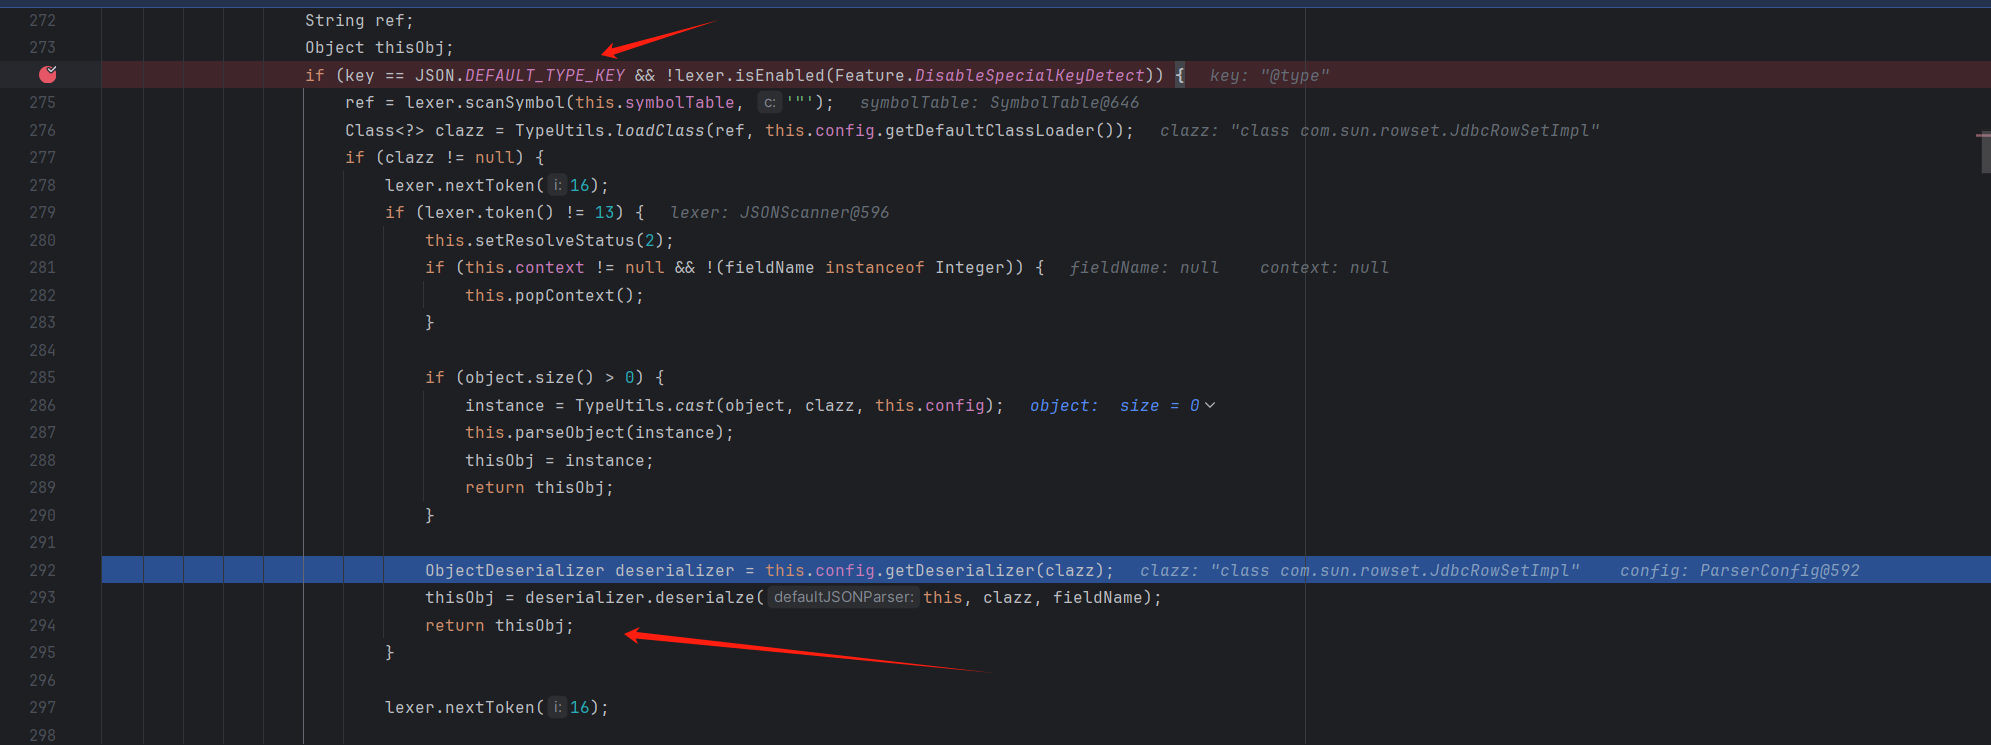 272 String ref;
273 Object thisObj;
if (key == JSON.DEFAULT_TYPE_KEY && !lexer.isEnabled(Feature.DisableSpecialKeyDetect)) { key: "@type"
275 ref = lexer.scanSymbol(this.symbolTable, c: '"'); symbolTable: SymbolTable@646
276 Class<?> clazz = TypeUtils.loadClass(ref, this.config.getDefaultClassLoader()); clazz: "class com.sun.rowset.JdbcRowSetImpl"
277 if (clazz != null) {
278 lexer.nextToken( i: 16);
279 if (lexer.token() != 13) { lexer: JSONScanner@596
280 this.setResolveStatus(2);
281 if (this.context != null && !(fieldName instanceof Integer)) { fieldName: null context: null
282 this.popContext();
283 }
284
285 if (object.size() > 0) {
286 instance = TypeUtils.cast(object, clazz, this.config); object: size = 0
287 this.parseObject(instance);
288 thisObj = instance;
289 return thisObj;
290 }
291
292 ObjectDeserializer deserializer = this.config.getDeserializer(clazz); clazz: "class com.sun.rowset.JdbcRowSetImpl" config: ParserConfig@592
293 thisObj = deserializer.deserialze( defaultJSONParser: this, clazz, fieldName);
294 return thisObj;
295 }
296
297 lexer.nextToken( i: 16);
298